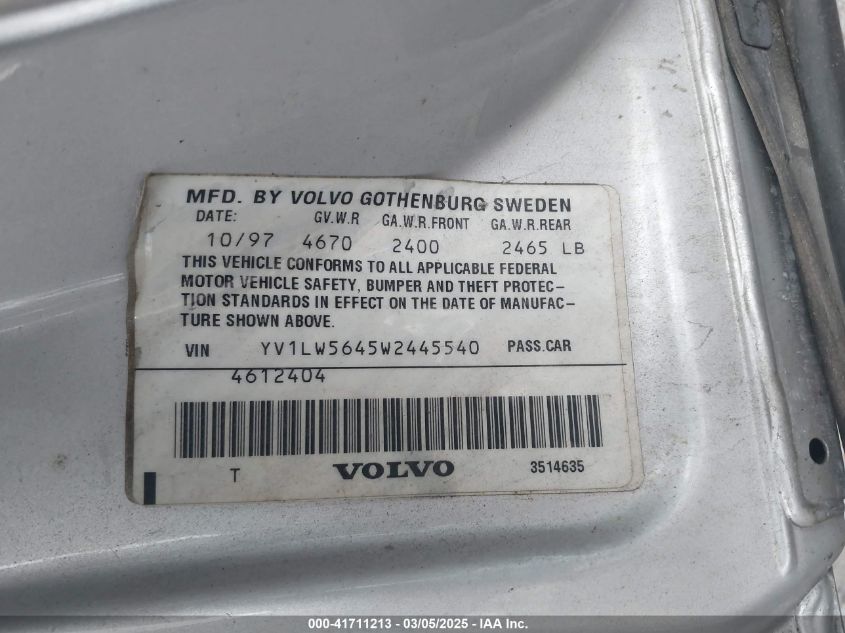 MFD. BY VOLVO GOTHENBURG SWEDEN
DATE: GV.W.R GA.W.R.FRONT GA.W.R.REAR
10/97 4670 2400 2465 LB
THIS VEHICLE CONFORMS TO ALL APPLICABLE FEDERAL
MOTOR VEHICLE SAFETY, BUMPER AND THEFT PROTEC-
TION STANDARDS IN EFFECT ON THE DATE OF MANUFAC-
TURE SHOWN ABOVE.
VIN YV1LW5645W2445540 PASS.CAR
4612404
T VOLVO 3514635
000-41711213 - 03/05/2025 - IAA Inc.